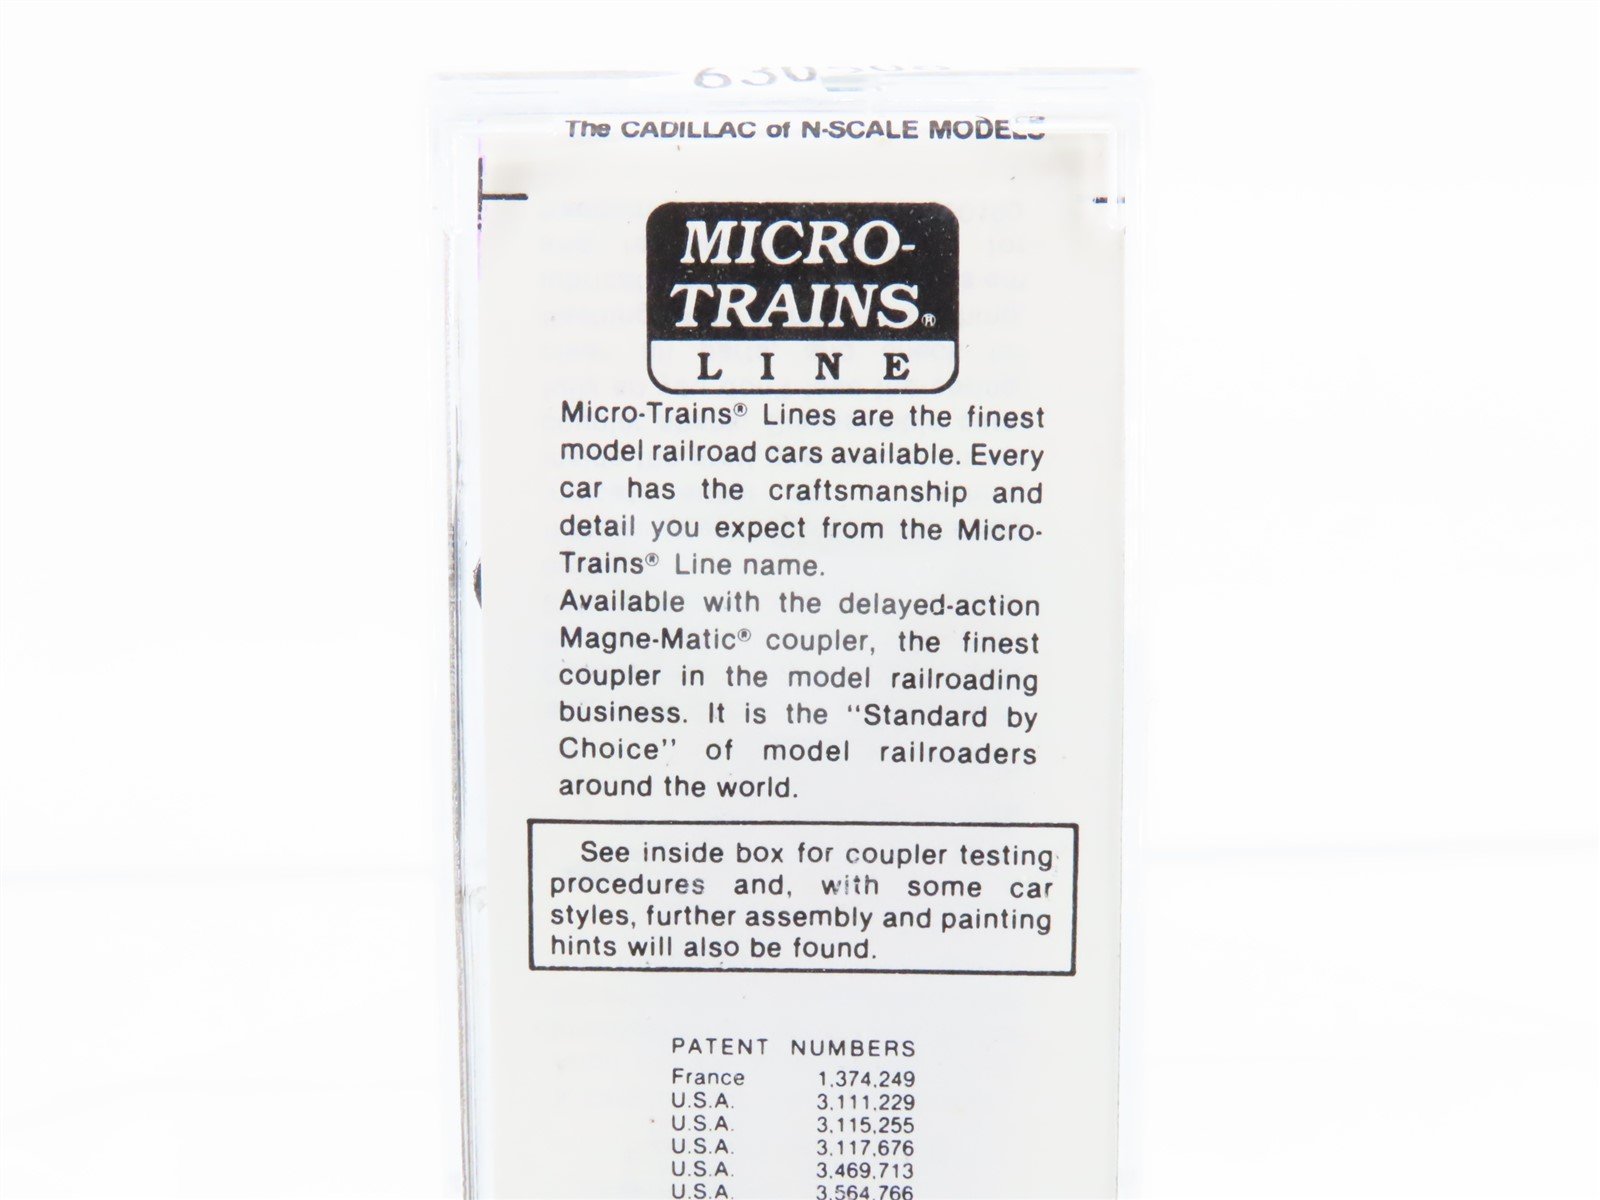 The CADILLAC of N-SCALE MODELS
MICRO-
TRAINS®
LINE
Micro-Trains® Lines are the finest
model railroad cars available. Every
car has the craftsmanship and
detail you expect from the Micro-
Trains® Line name.
Available with the delayed-action
Magne-Matic® coupler, the finest
coupler in the model railroading
business. It is the “Standard by
Choice” of model railroaders
around the world.
See inside box for coupler testing
procedures and, with some car
styles, further assembly and painting
hints will also be found.
PATENT NUMBERS
France 1,374,249
U.S.A. 3,111,229
U.S.A. 3,115,255
U.S.A. 3,117,676
U.S.A. 3,469,713
U.S.A. 3,564,766